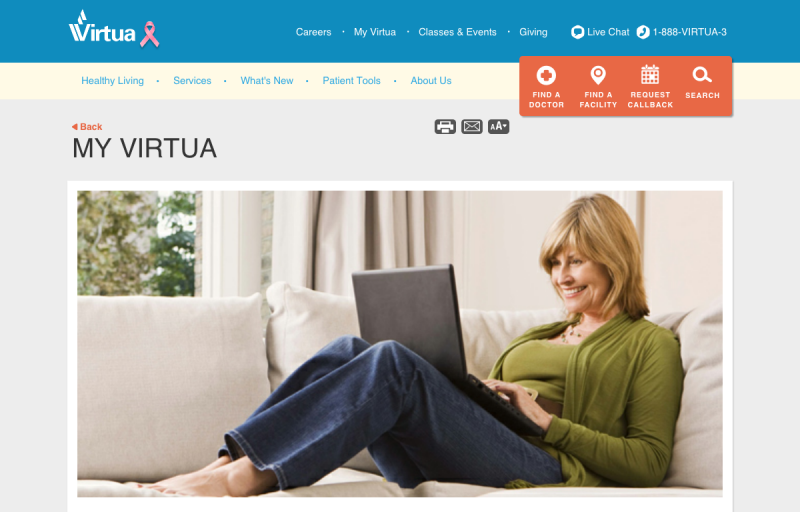 Virtua
Careers · My Virtua · Classes & Events · Giving Live Chat 1-888-VIRTUA-3
Healthy Living · Services · What's New · Patient Tools · About Us
FIND A DOCTOR
FIND A FACILITY
REQUEST CALLBACK
SEARCH
Back
AA
MY VIRTUA